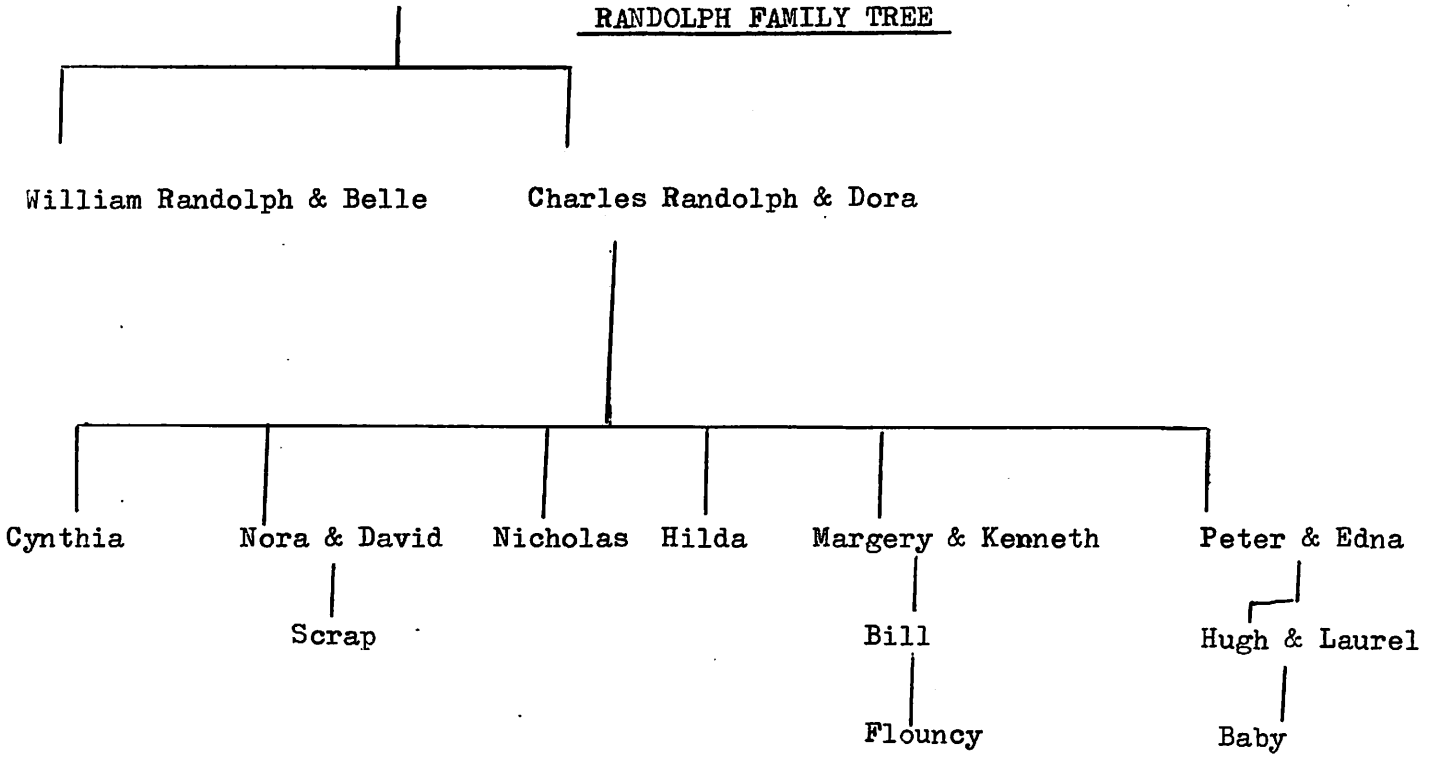 RANDOLPH FAMILY TREE
William Randolph & Belle
Charles Randolph & Dora
Cynthia
Nora & David
Nicholas
Hilda
Margery & Kenneth
Peter & Edna
Scrap
Bill
Hugh & Laurel
Flouncy
Baby